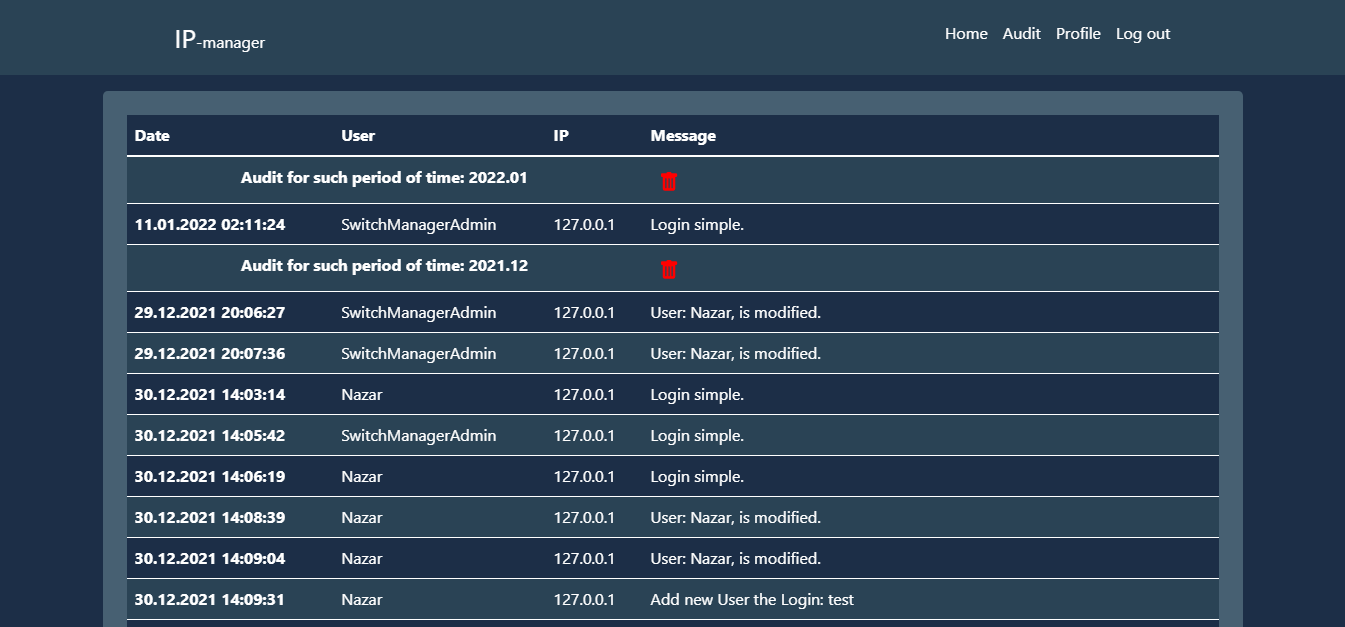 IP-manager Home Audit Profile Log out
Date User IP Message
Audit for such period of time: 2022.01
11.01.2022 02:11:24 SwitchManagerAdmin 127.0.0.1 Login simple.
Audit for such period of time: 2021.12
29.12.2021 20:06:27 SwitchManagerAdmin 127.0.0.1 User: Nazar, is modified.
29.12.2021 20:07:36 SwitchManagerAdmin 127.0.0.1 User: Nazar, is modified.
30.12.2021 14:03:14 Nazar 127.0.0.1 Login simple.
30.12.2021 14:05:42 SwitchManagerAdmin 127.0.0.1 Login simple.
30.12.2021 14:06:19 Nazar 127.0.0.1 Login simple.
30.12.2021 14:08:39 Nazar 127.0.0.1 User: Nazar, is modified.
30.12.2021 14:09:04 Nazar 127.0.0.1 User: Nazar, is modified.
30.12.2021 14:09:31 Nazar 127.0.0.1 Add new User the Login: test